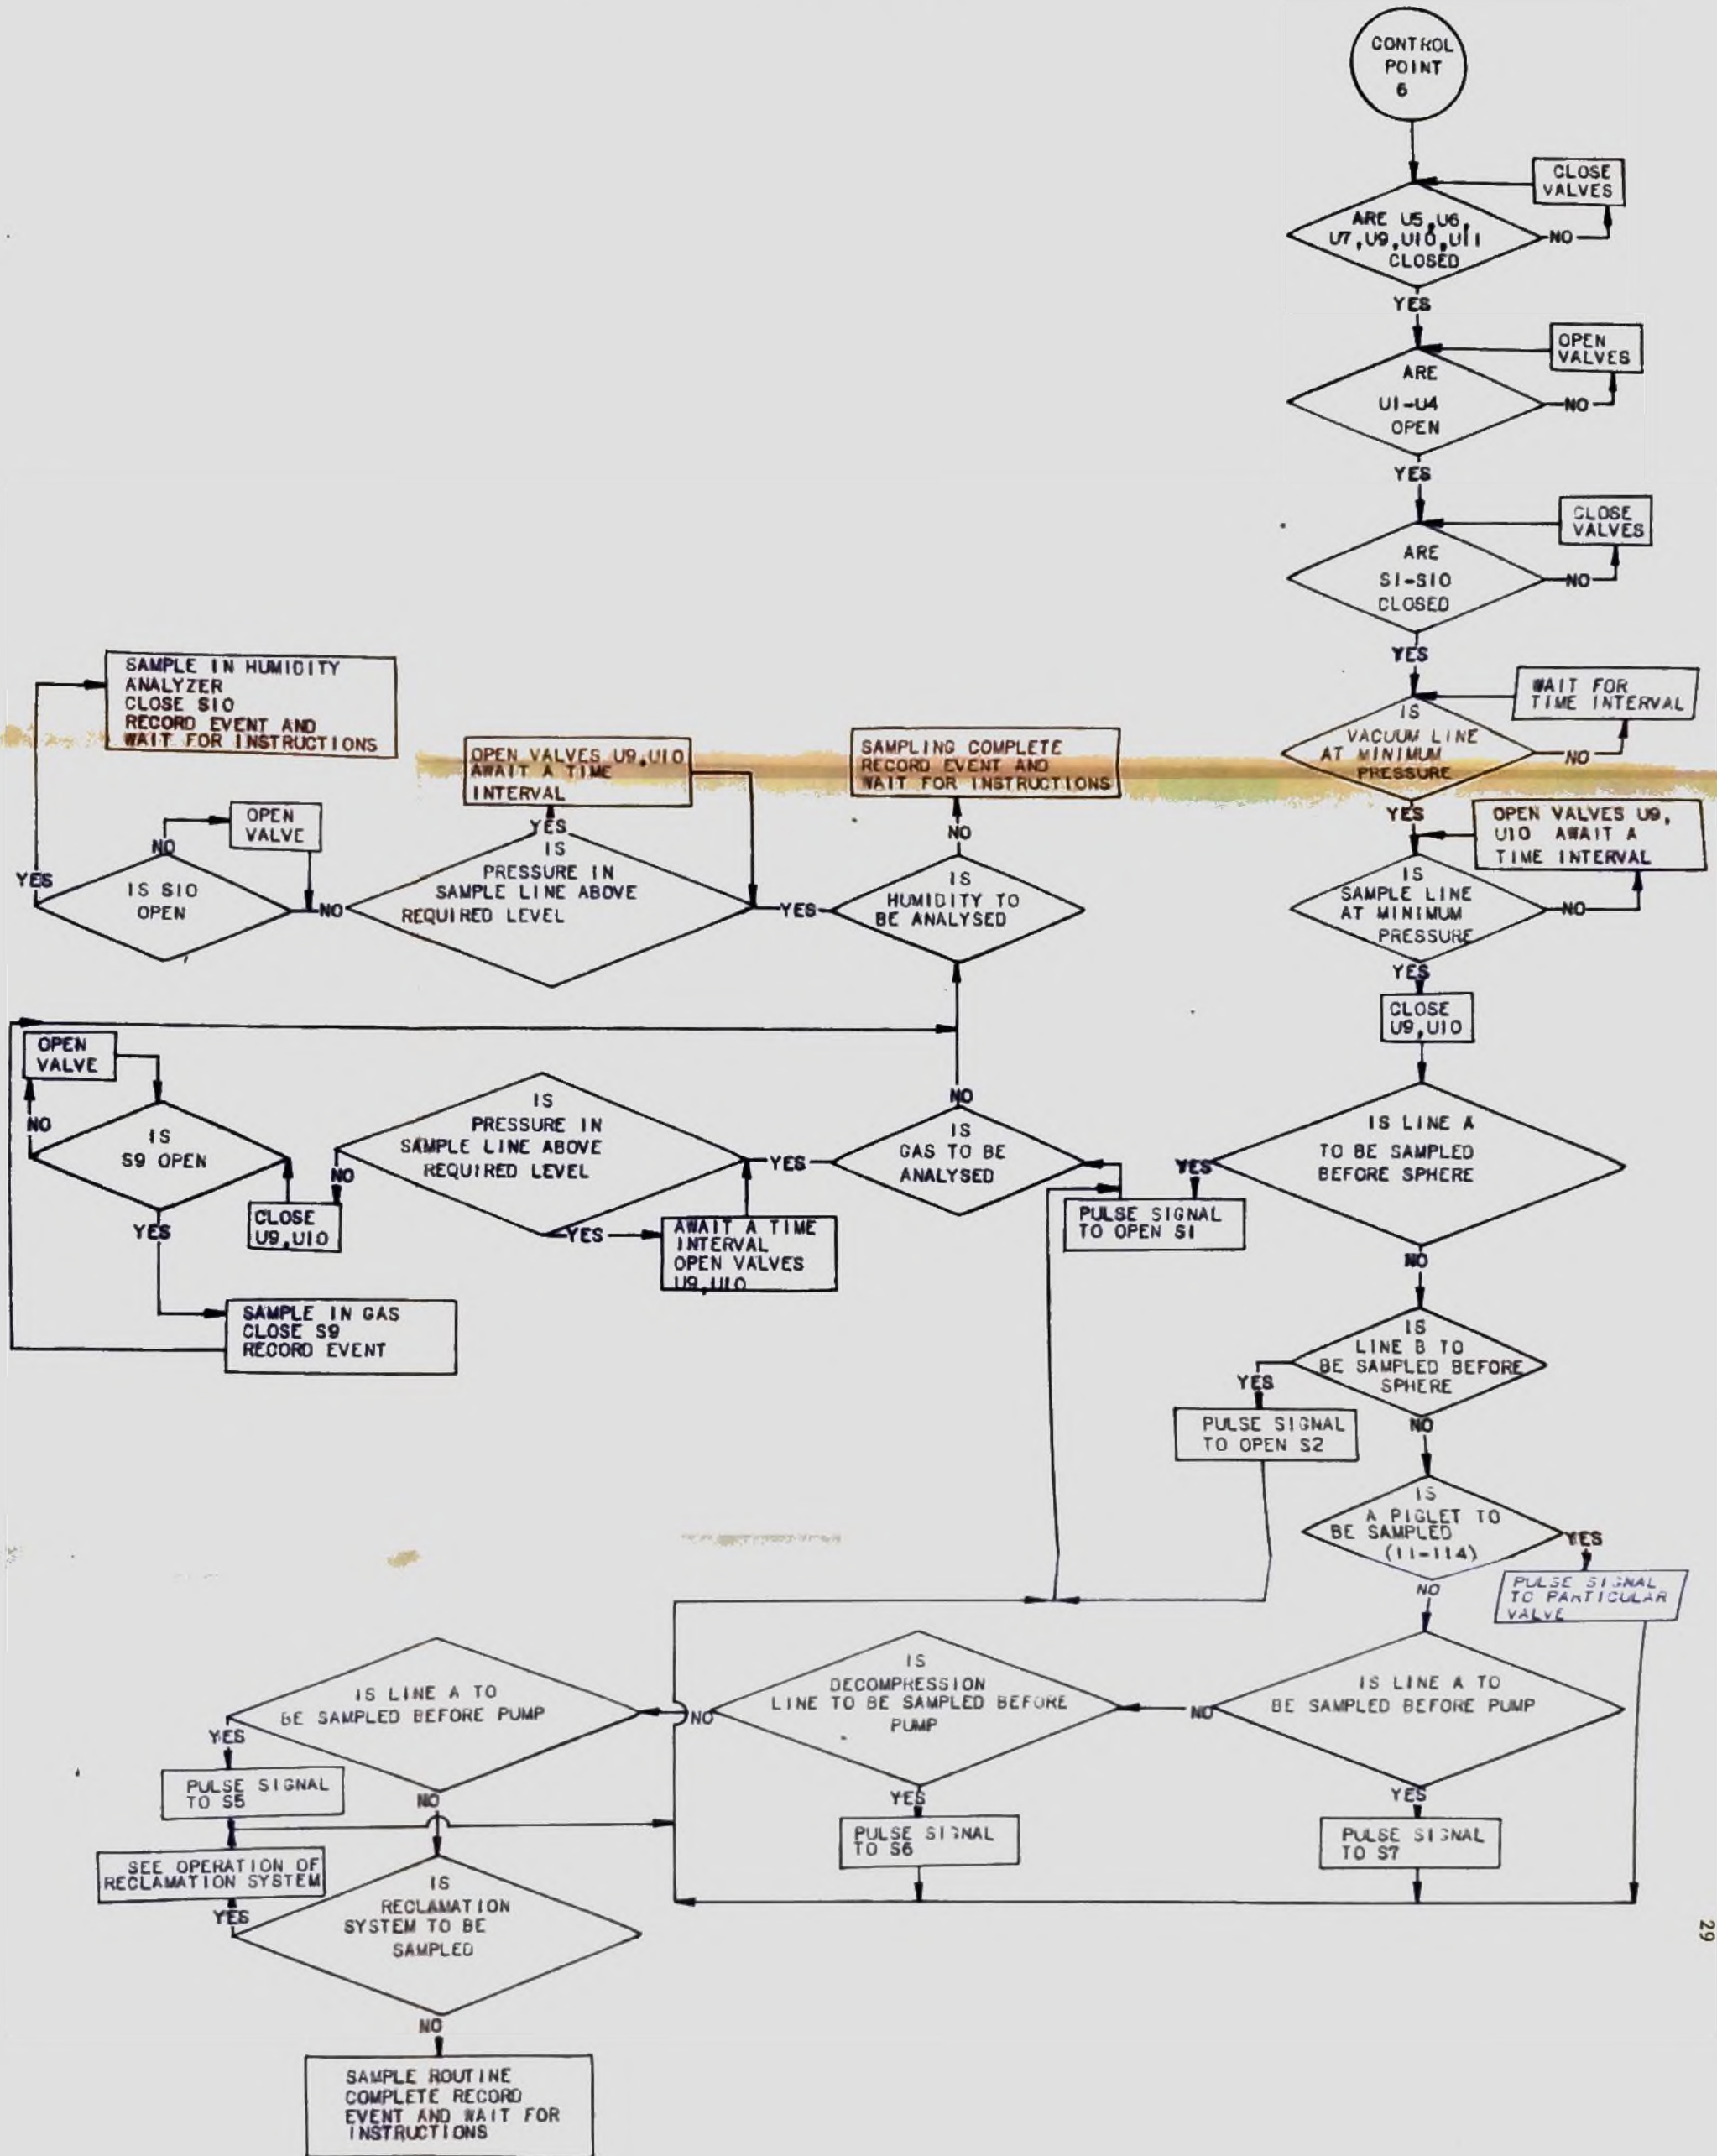 CONTROL
POINT
6
CLOSE
VALVES
ARE U5,U6,
U7,U9,U10,U11
CLOSED
NO
YES
OPEN
VALVES
ARE
U1-U4
OPEN
NO
YES
CLOSE
VALVES
ARE
S1-S10
CLOSED
NO
YES
WAIT FOR
TIME INTERVAL
IS
VACUUM LINE
AT MINIMUM
PRESSURE
NO
YES
OPEN VALVES U9,
U10 AWAIT A
TIME INTERVAL
IS
SAMPLE LINE
AT MINIMUM
PRESSURE
NO
YES
CLOSE
U9,U10
IS LINE A
TO BE SAMPLED
BEFORE SPHERE
YES
PULSE SIGNAL
TO OPEN S1
NO
IS
LINE B TO
BE SAMPLED BEFORE
SPHERE
YES
PULSE SIGNAL
TO OPEN S2
NO
IS
A PIGLET TO
BE SAMPLED
(11-114)
YES
PULSE SIGNAL
TO PARTICULAR
VALVE
NO
IS LINE A TO
BE SAMPLED BEFORE PUMP
YES
PULSE SIGNAL
TO S7
NO
IS
DECOMPRESSION
LINE TO BE SAMPLED BEFORE
PUMP
YES
PULSE SIGNAL
TO S6
NO
IS LINE A TO
BE SAMPLED BEFORE PUMP
YES
PULSE SIGNAL
TO S5
NO
SEE OPERATION OF
RECLAMATION SYSTEM
YES
IS
RECLAMATION
SYSTEM TO BE
SAMPLED
NO
SAMPLE ROUTINE
COMPLETE RECORD
EVENT AND WAIT FOR
INSTRUCTIONS
IS
GAS TO BE
ANALYSED
NO
YES
IS
PRESSURE IN
SAMPLE LINE ABOVE
REQUIRED LEVEL
YES
AWAIT A TIME
INTERVAL
OPEN VALVES
U9,U10
NO
CLOSE
U9,U10
IS
S9 OPEN
NO
OPEN
VALVE
YES
SAMPLE IN GAS
CLOSE S9
RECORD EVENT
IS
HUMIDITY TO
BE ANALYSED
NO
SAMPLING COMPLETE
RECORD EVENT AND
WAIT FOR INSTRUCTIONS
YES
IS
PRESSURE IN
SAMPLE LINE ABOVE
REQUIRED LEVEL
YES
OPEN VALVES U9,U10
AWAIT A TIME
INTERVAL
NO
IS S10
OPEN
NO
OPEN
VALVE
YES
SAMPLE IN HUMIDITY
ANALYZER
CLOSE S10
RECORD EVENT AND
WAIT FOR INSTRUCTIONS
29